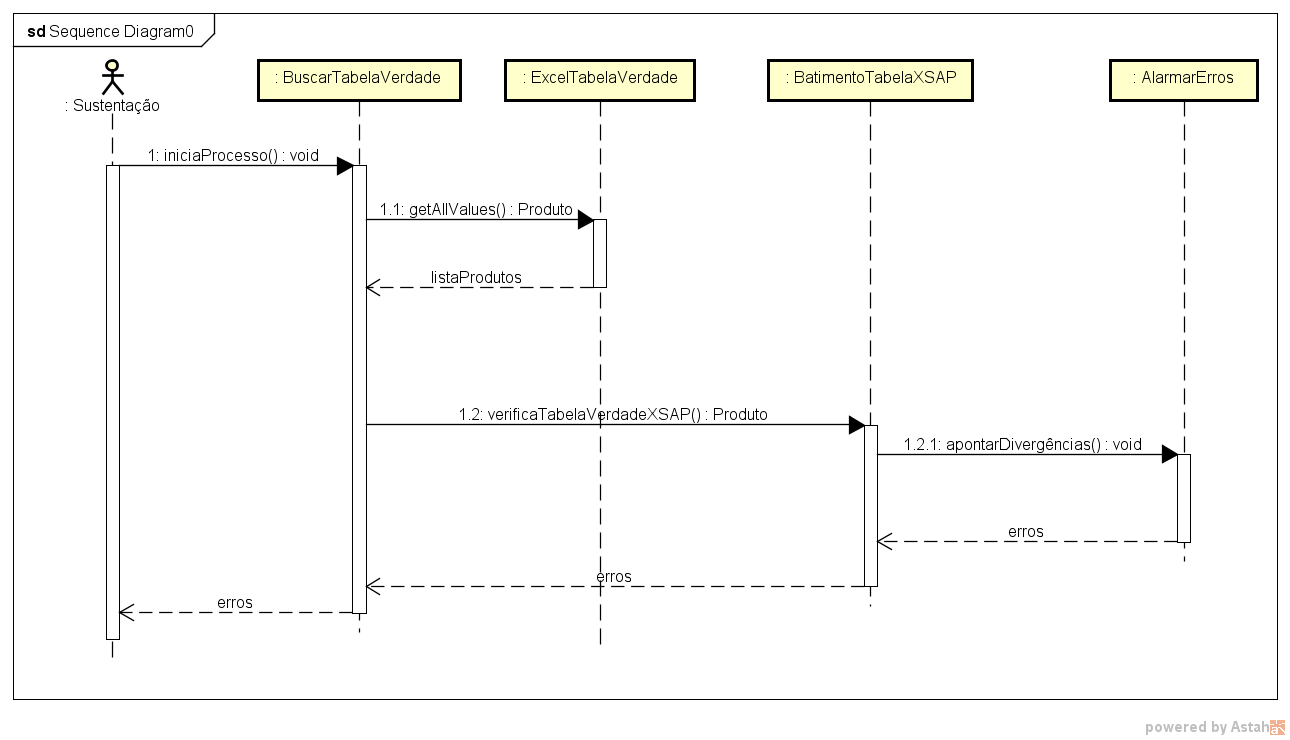 sd Sequence Diagram0
: Sustentação
: BuscarTabelaVerdade
: ExcelTabelaVerdade
: BatimentoTabelaXSAP
: AlarmarErros
1: iniciaProcesso() : void
1.1: getAllValues() : Produto
listaProdutos
1.2: verificaTabelaVerdadeXSAP() : Produto
1.2.1: apontarDivergências() : void
erros
erros
erros
powered by Astah